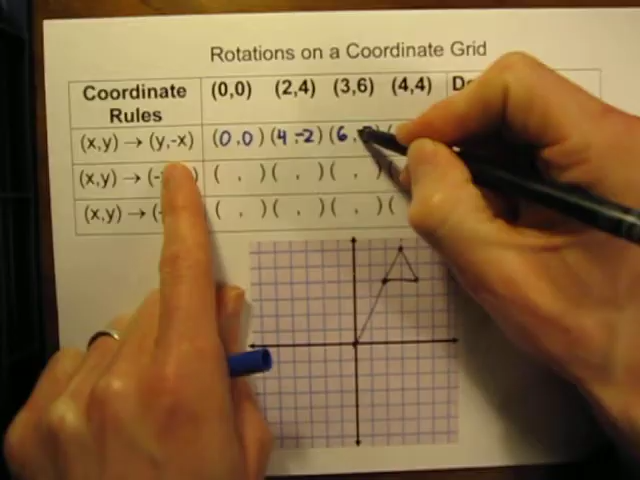 Rotations on a Coordinate Grid
Coordinate Rules (0,0) (2,4) (3,6) (4,4)
(x,y) → (y,-x) (0,0) (4,-2) (6,
(x,y) → (- ( , ) ( , ) ( , ) (
(x,y) → (- ( , ) ( , ) ( , ) (